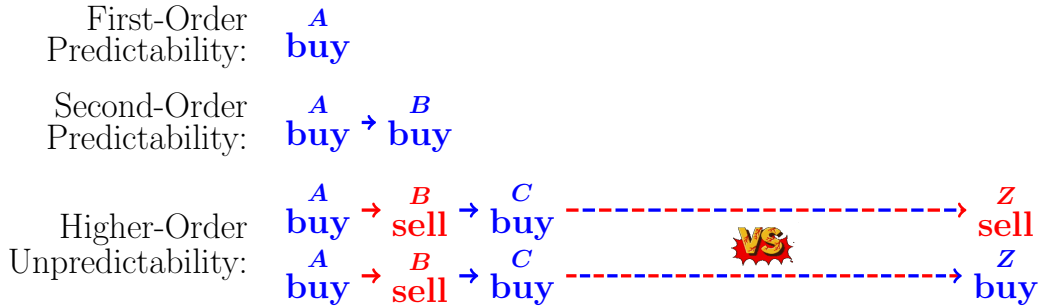 First-Order
Predictability:
A
buy
Second-Order
Predictability:
A B
buy → buy
Higher-Order
Unpredictability:
A B C Z
buy → sell → buy → sell
VS
A B C Z
buy → sell → buy → buy